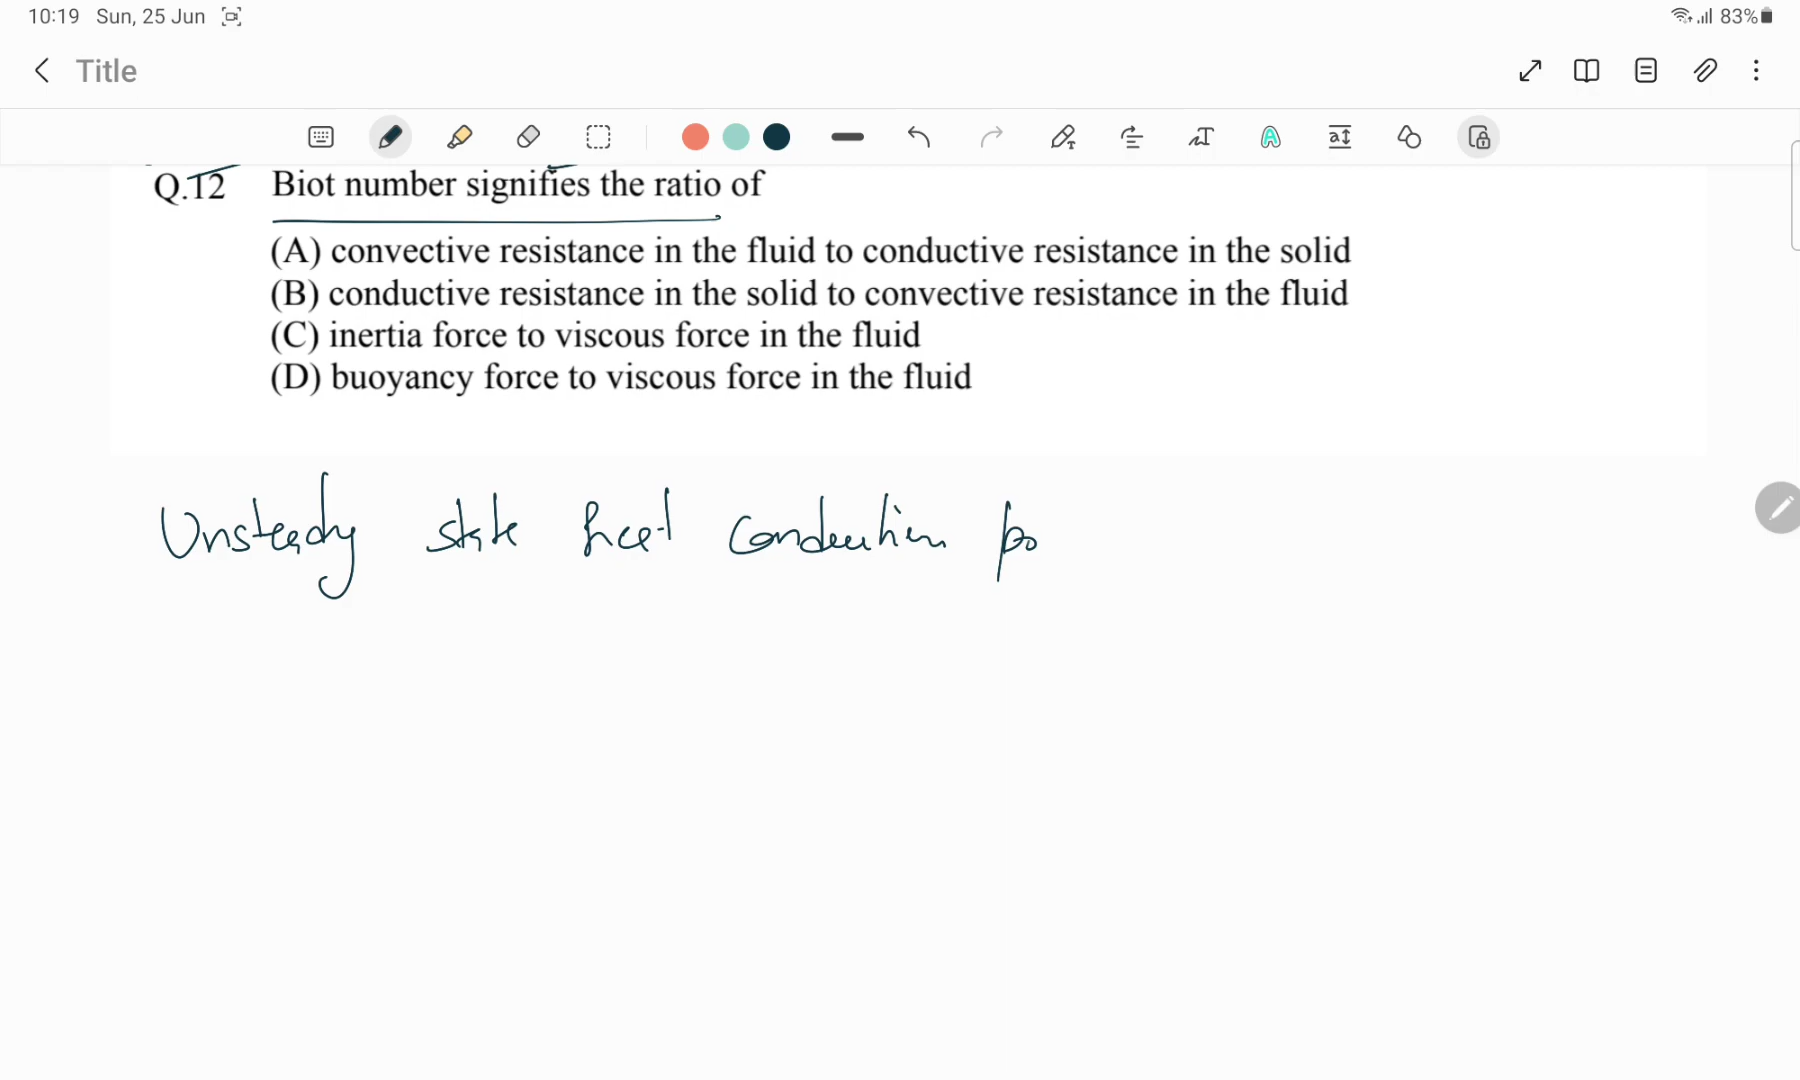 10:19 Sun, 25 Jun 83%
Title
Q.12 Biot number signifies the ratio of
(A) convective resistance in the fluid to conductive resistance in the solid
(B) conductive resistance in the solid to convective resistance in the fluid
(C) inertia force to viscous force in the fluid
(D) buoyancy force to viscous force in the fluid
Unsteady state heat conduction